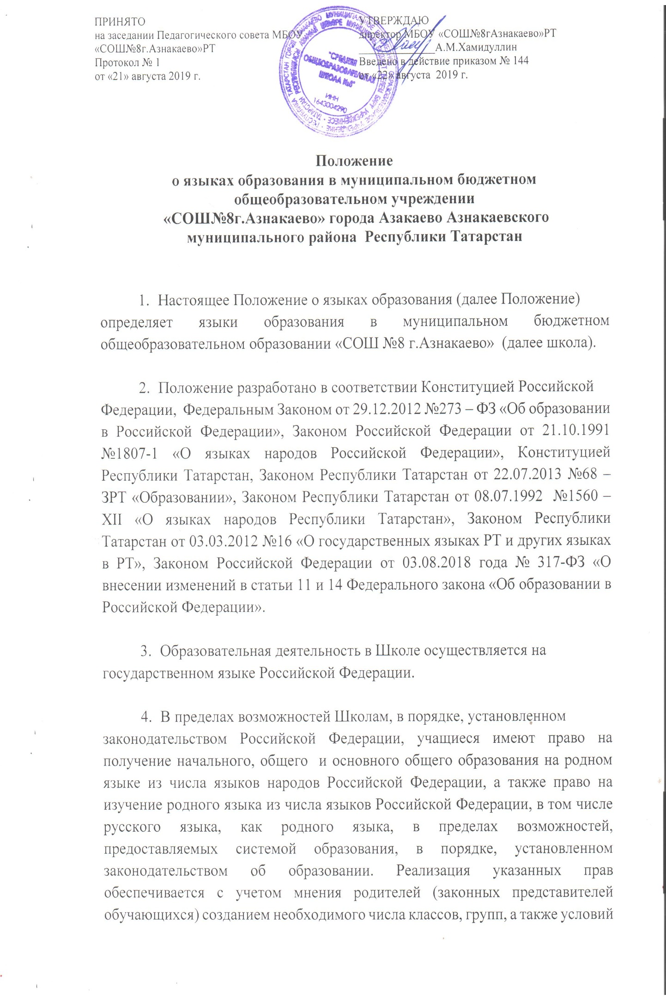 ПРИНЯТО
на заседании Педагогического совета МБОУ
«СОШ№8г.Азнакаево»РТ
Протокол № 1
от «21» августа 2019 г.
УТВЕРЖДАЮ
директор МБОУ «СОШ№8гАзнакаево»РТ
А.М.Хамидуллин
Введено в действие приказом № 144
от «22» августа 2019 г.
"СРЕДНЯЯ
ОБЩЕОБРАЗОВАТЕЛЬНАЯ
ШКОЛА №8"
ИНН
1643004290
Положение
о языках образования в муниципальном бюджетном
общеобразовательном учреждении
«СОШ№8г.Азнакаево» города Азакаево Азнакаевского
муниципального района Республики Татарстан
1. Настоящее Положение о языках образования (далее Положение)
определяет языки образования в муниципальном бюджетном
общеобразовательном образовании «СОШ №8 г.Азнакаево» (далее школа).
2. Положение разработано в соответствии Конституцией Российской
Федерации, Федеральным Законом от 29.12.2012 №273 – ФЗ «Об образовании
в Российской Федерации», Законом Российской Федерации от 21.10.1991
№1807-1 «О языках народов Российской Федерации», Конституцией
Республики Татарстан, Законом Республики Татарстан от 22.07.2013 №68 –
ЗРТ «Образовании», Законом Республики Татарстан от 08.07.1992 №1560 –
XII «О языках народов Республики Татарстан», Законом Республики
Татарстан от 03.03.2012 №16 «О государственных языках РТ и других языках
в РТ», Законом Российской Федерации от 03.08.2018 года № 317-ФЗ «О
внесении изменений в статьи 11 и 14 Федерального закона «Об образовании в
Российской Федерации».
3. Образовательная деятельность в Школе осуществляется на
государственном языке Российской Федерации.
4. В пределах возможностей Школам, в порядке, установленном
законодательством Российской Федерации, учащиеся имеют право на
получение начального, общего и основного общего образования на родном
языке из числа языков народов Российской Федерации, а также право на
изучение родного языка из числа языков Российской Федерации, в том числе
русского языка, как родного языка, в пределах возможностей,
предоставляемых системой образования, в порядке, установленном
законодательством об образовании. Реализация указанных прав
обеспечивается с учетом мнения родителей (законных представителей
обучающихся) созданием необходимого числа классов, групп, а также условий